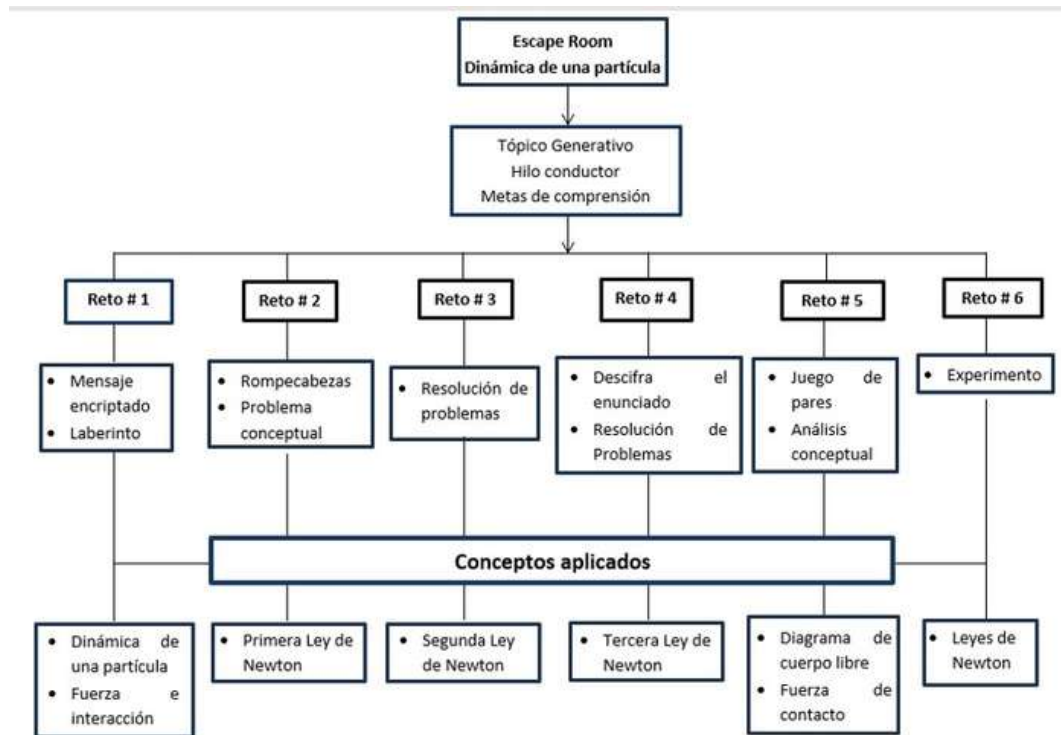 Escape Room
Dinámica de una partícula
Tópico Generativo
Hilo conductor
Metas de comprensión
Reto # 1
Reto # 2
Reto # 3
Reto # 4
Reto # 5
Reto # 6
• Mensaje
encriptado
• Laberinto
• Rompecabezas
• Problema
conceptual
• Resolución de
problemas
• Descifra el
enunciado
• Resolución de
Problemas
• Juego de
pares
• Análisis
conceptual
• Experimento
Conceptos aplicados
• Dinámica de
una partícula
• Fuerza e
interacción
• Primera Ley de
Newton
• Segunda Ley
de Newton
• Tercera Ley de
Newton
• Diagrama de
cuerpo libre
• Fuerza de
contacto
• Leyes de
Newton